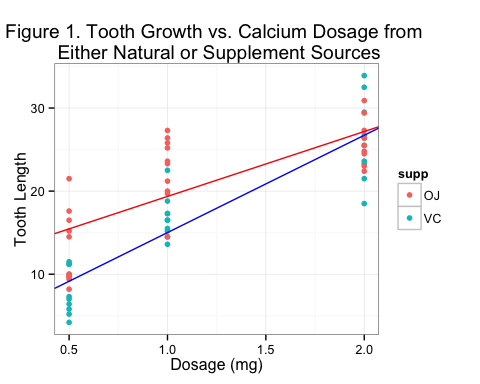 Figure 1. Tooth Growth vs. Calcium Dosage from
Either Natural or Supplement Sources
Tooth Length
30
20
10
0.5
1.0
1.5
2.0
Dosage (mg)
supp
OJ
VC